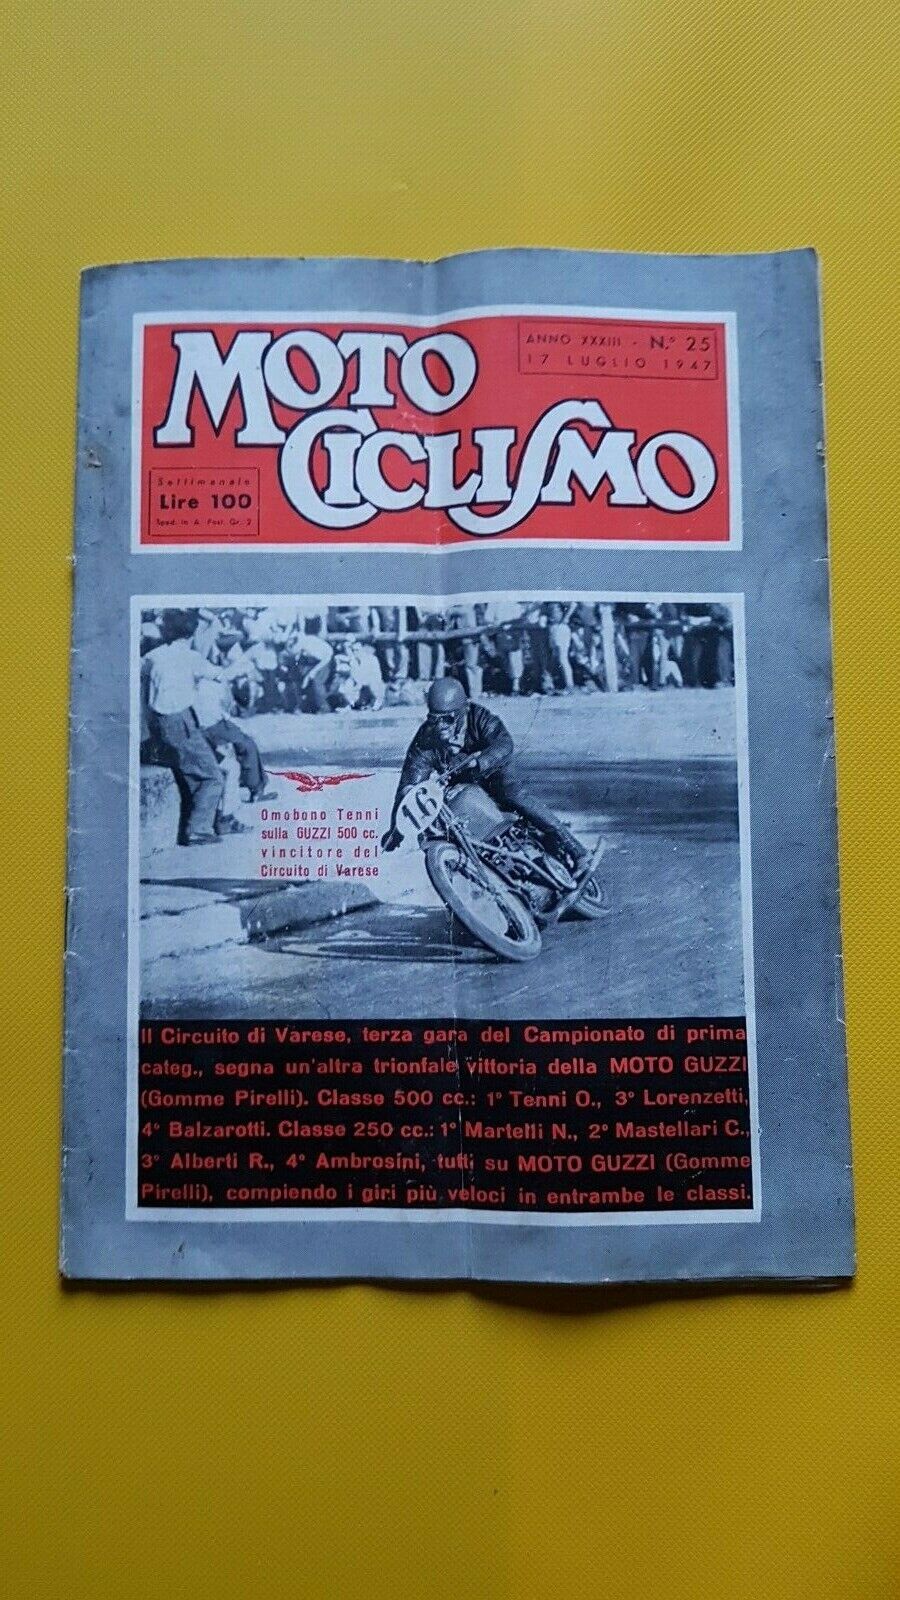 MOTO
CICLISMO
ANNO XXXIII - N.° 25
17 LUGLIO 1947
Settimanale
Lire 100
Sped. in A. Post. Gr. 2
16
Omobono Tenni
sulla GUZZI 500 cc.
vincitore del
Circuito di Varese
Il Circuito di Varese, terza gara del Campionato di prima
categ., segna un'altra trionfale vittoria della MOTO GUZZI
(Gomme Pirelli). Classe 500 cc.: 1° Tenni O., 3° Lorenzetti,
4° Balzarotti. Classe 250 cc.: 1° Martelli N., 2° Mastellari C.,
3° Alberti R., 4° Ambrosini, tutti su MOTO GUZZI (Gomme
Pirelli), compiendo i giri più veloci in entrambe le classi.